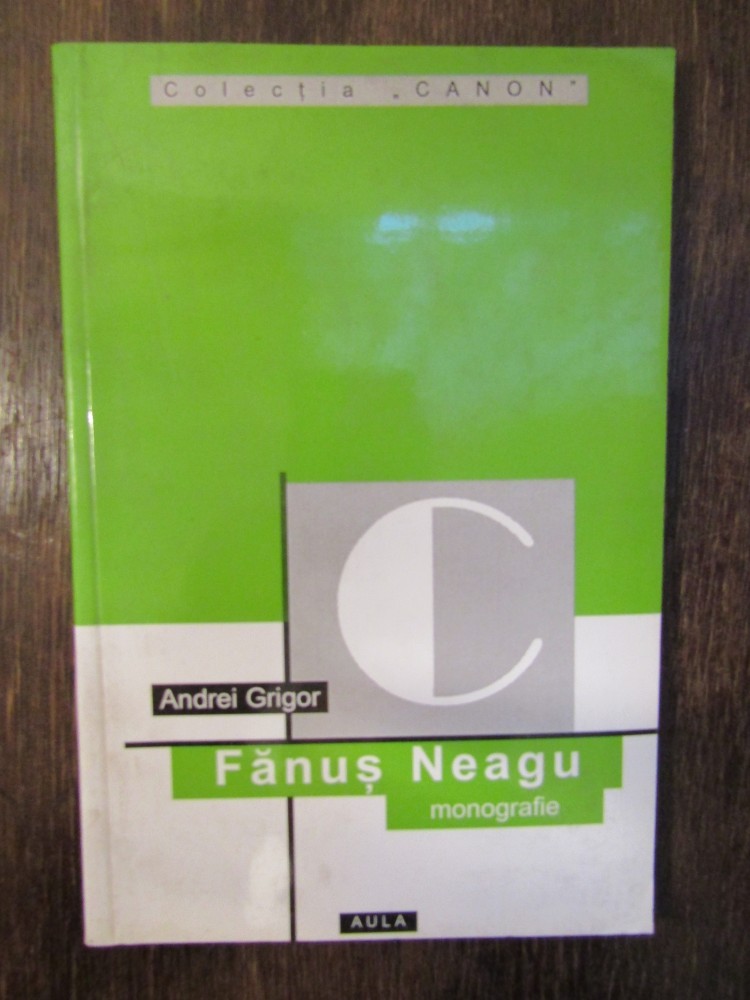 Colecția „CANON”
Andrei Grigor
Fănuș Neagu
monografie
AULA